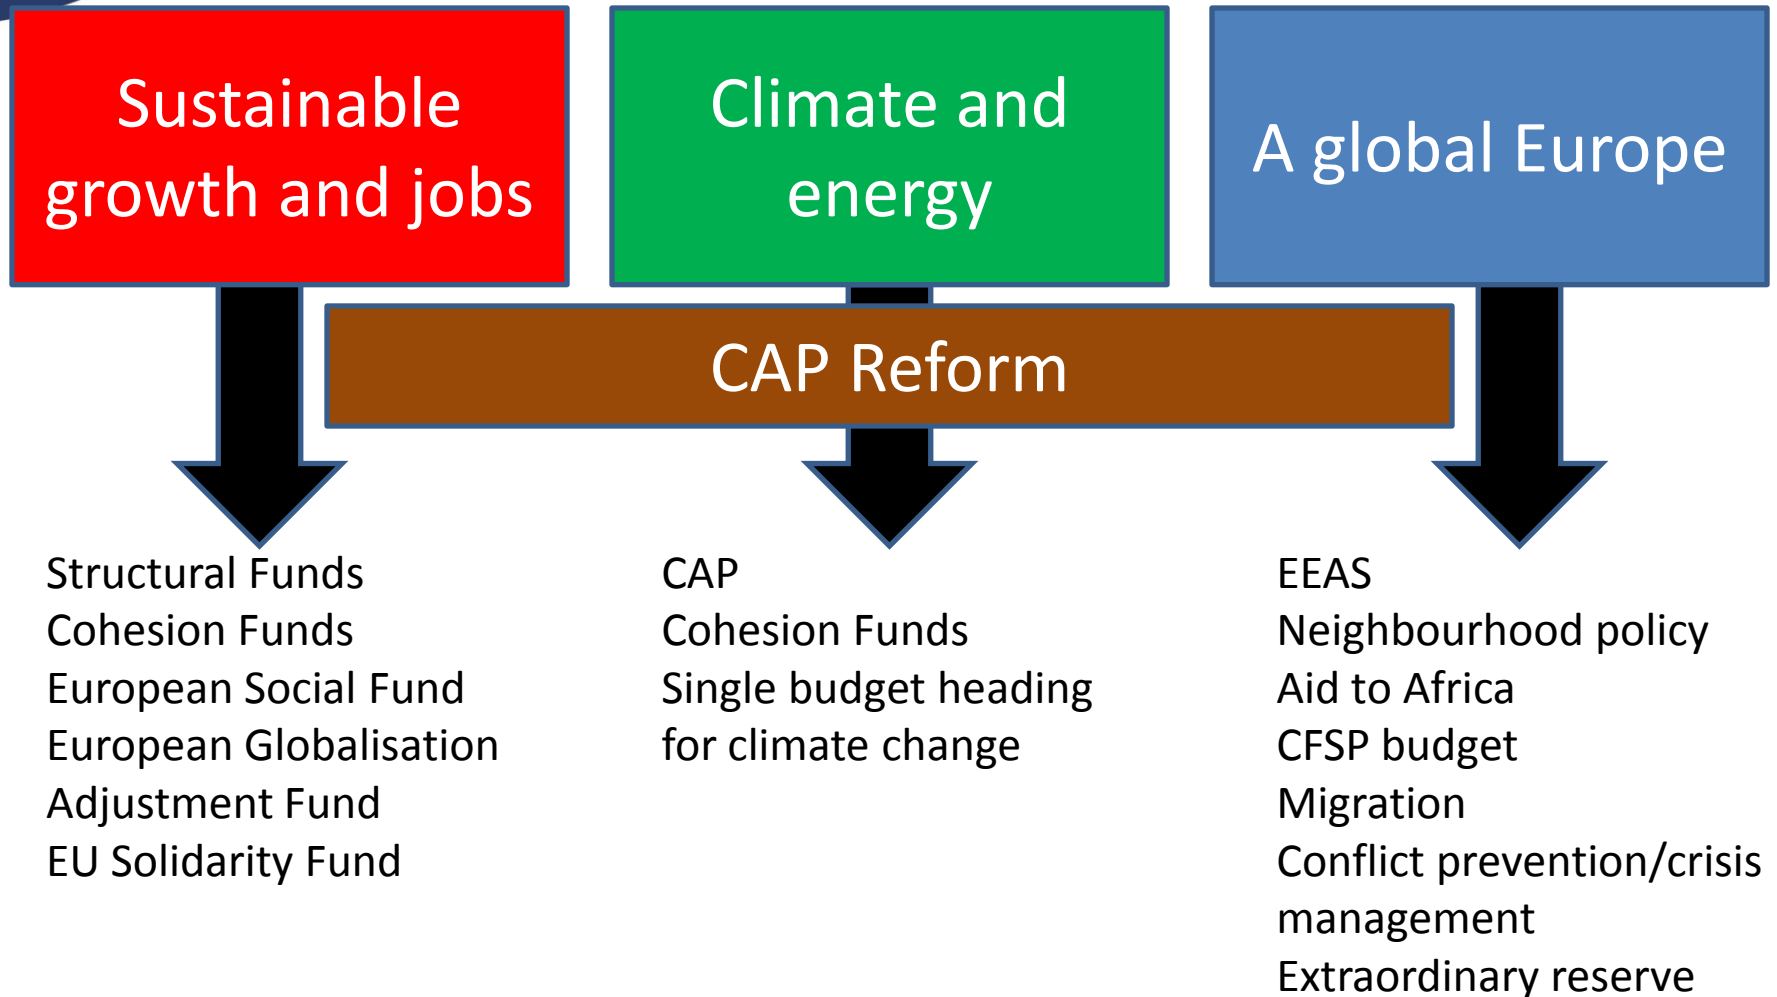 Sustainable
growth and jobs
Climate and
energy
A global Europe
CAP Reform
Structural Funds
Cohesion Funds
European Social Fund
European Globalisation
Adjustment Fund
EU Solidarity Fund
CAP
Cohesion Funds
Single budget heading
for climate change
EEAS
Neighbourhood policy
Aid to Africa
CFSP budget
Migration
Conflict prevention/crisis
management
Extraordinary reserve